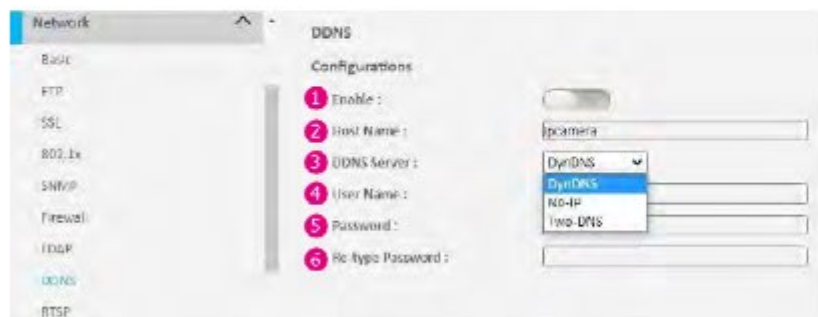 Network
DDNS
Configurations
Basic
FTP
SSL
802.1x
SNMP
Firewall
LDAP
DDNS
RTSP
1 Enable :
2 Host Name : ipcamera
3 DDNS Server : DynDNS
DynDNS
No-IP
Two-DNS
4 User Name :
5 Password :
6 Re-type Password :